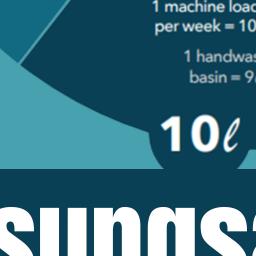 1 machine load
per week = 10
1 handwas
basin = 9
10ℓ
sungsa